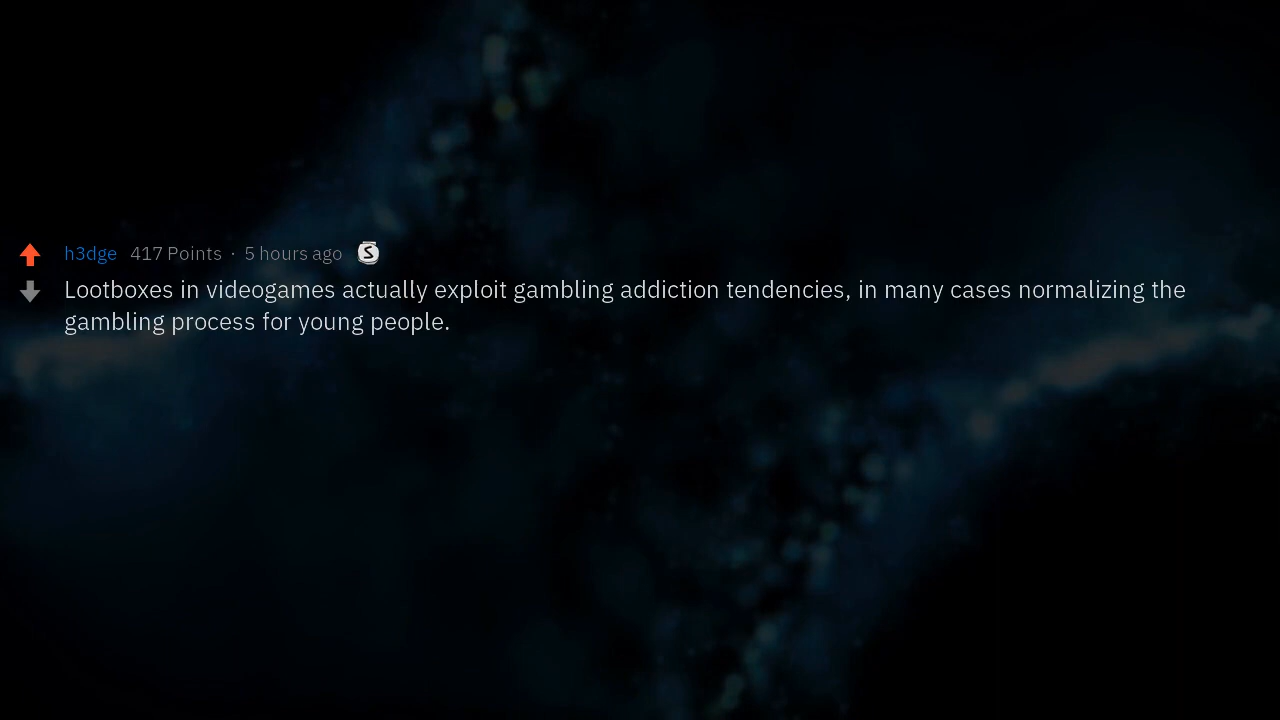 h3dge 417 Points · 5 hours ago S
Lootboxes in videogames actually exploit gambling addiction tendencies, in many cases normalizing the
gambling process for young people.